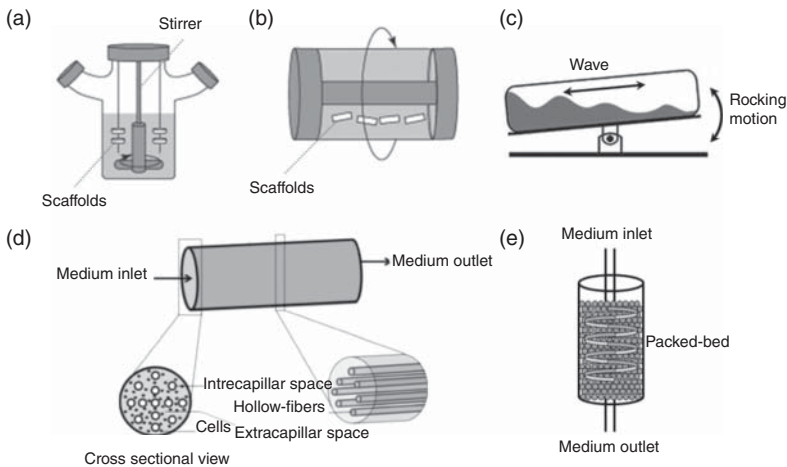 (a)
Stirrer
Scaffolds
(b)
Scaffolds
(c)
Wave
Rocking
motion
(d)
Medium inlet
Medium outlet
Intrecapillar space
Hollow-fibers
Cells
Extracapillar space
Cross sectional view
(e)
Medium inlet
Packed-bed
Medium outlet